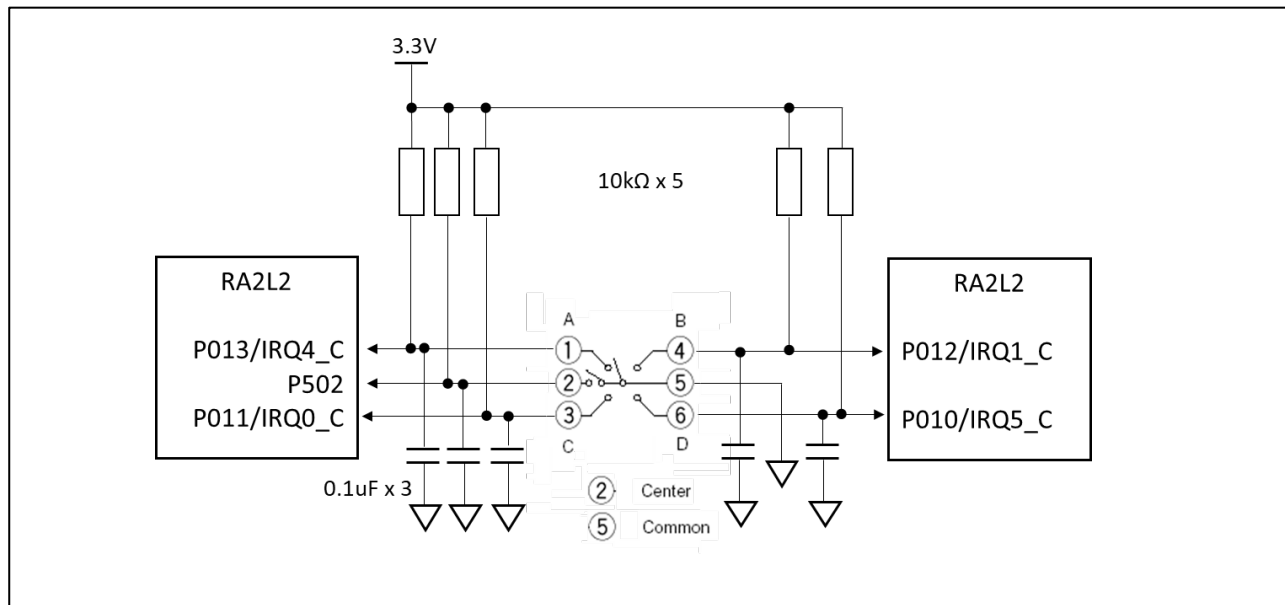 3.3V
10kΩ x 5
RA2L2
P013/IRQ4_C
P502
P011/IRQ0_C
0.1uF x 3
A
B
1
4
2
5
3
6
C
D
2 Center
5 Common
RA2L2
P012/IRQ1_C
P010/IRQ5_C